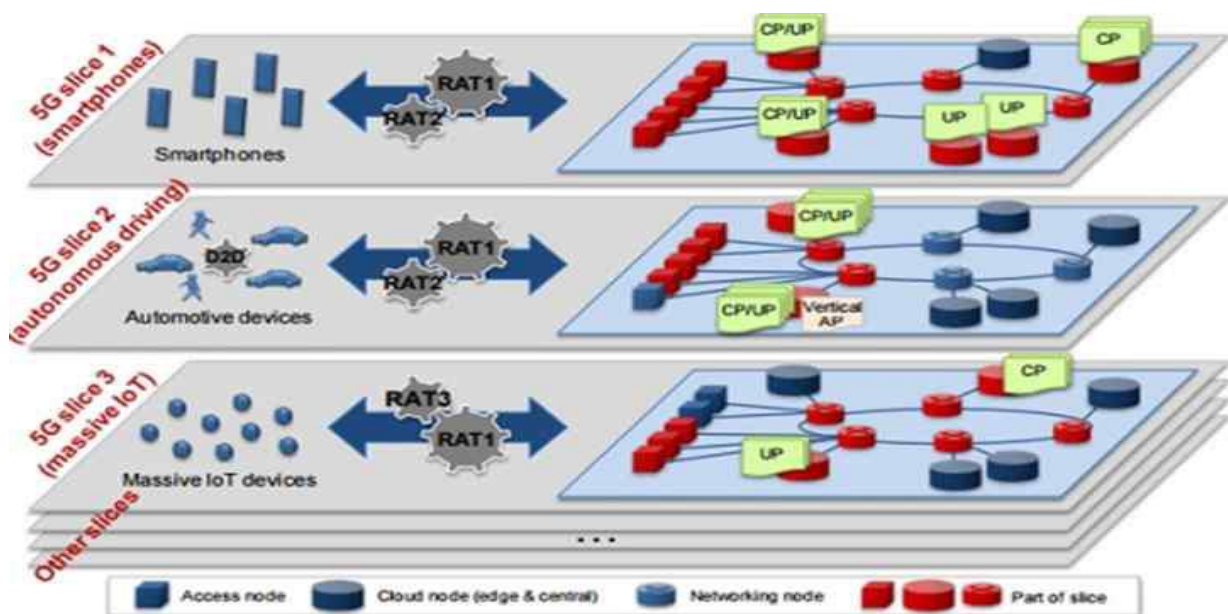 5G slice 1
(smartphones)
Smartphones
RAT1
RAT2
CP/UP
CP
CP/UP
UP
UP
5G slice 2
(autonomous driving)
D2D
Automotive devices
RAT1
RAT2
CP/UP
CP/UP
Vertical
AP
5G slice 3
(massive IoT)
Massive IoT devices
RAT3
RAT1
CP
UP
Other slices
...
Access node
Cloud node (edge & central)
Networking node
Part of slice